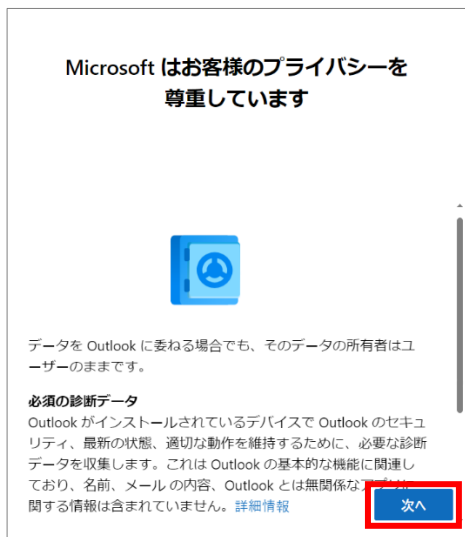 Microsoft はお客様のプライバシーを
尊重しています
データを Outlook に委ねる場合でも、そのデータの所有者はユ
ーザーのままです。
必須の診断データ
Outlook がインストールされているデバイスで Outlook のセキュ
リティ、最新の状態、適切な動作を維持するために、必要な診断
データを収集します。これは Outlook の基本的な機能に関連し
ており、名前、メール の内容、Outlook とは無関係なアプリに
関する情報は含まれていません。詳細情報
次へ